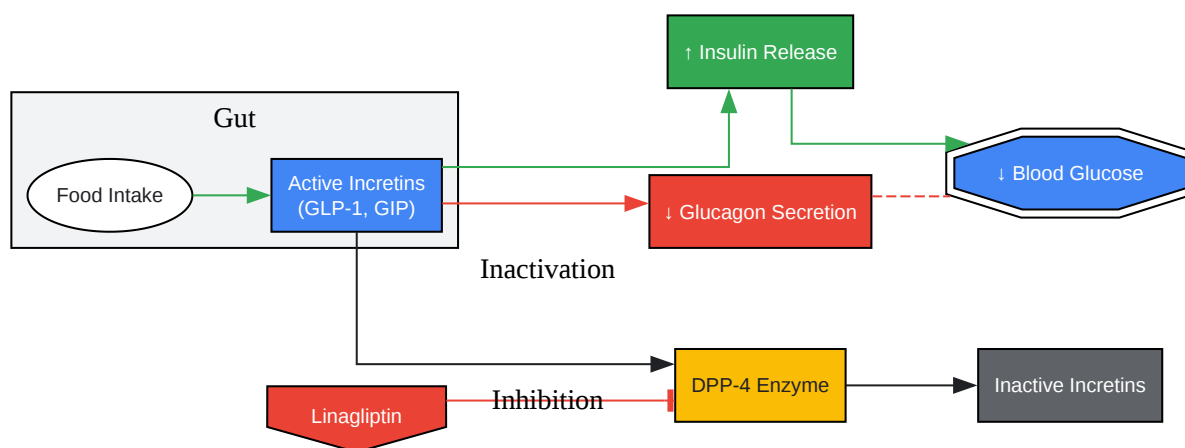 ↑ Insulin Release
Gut
Food Intake
Active Incretins
(GLP-1, GIP)
↓ Glucagon Secretion
↓ Blood Glucose
Inactivation
DPP-4 Enzyme
Inactive Incretins
Linagliptin
Inhibition